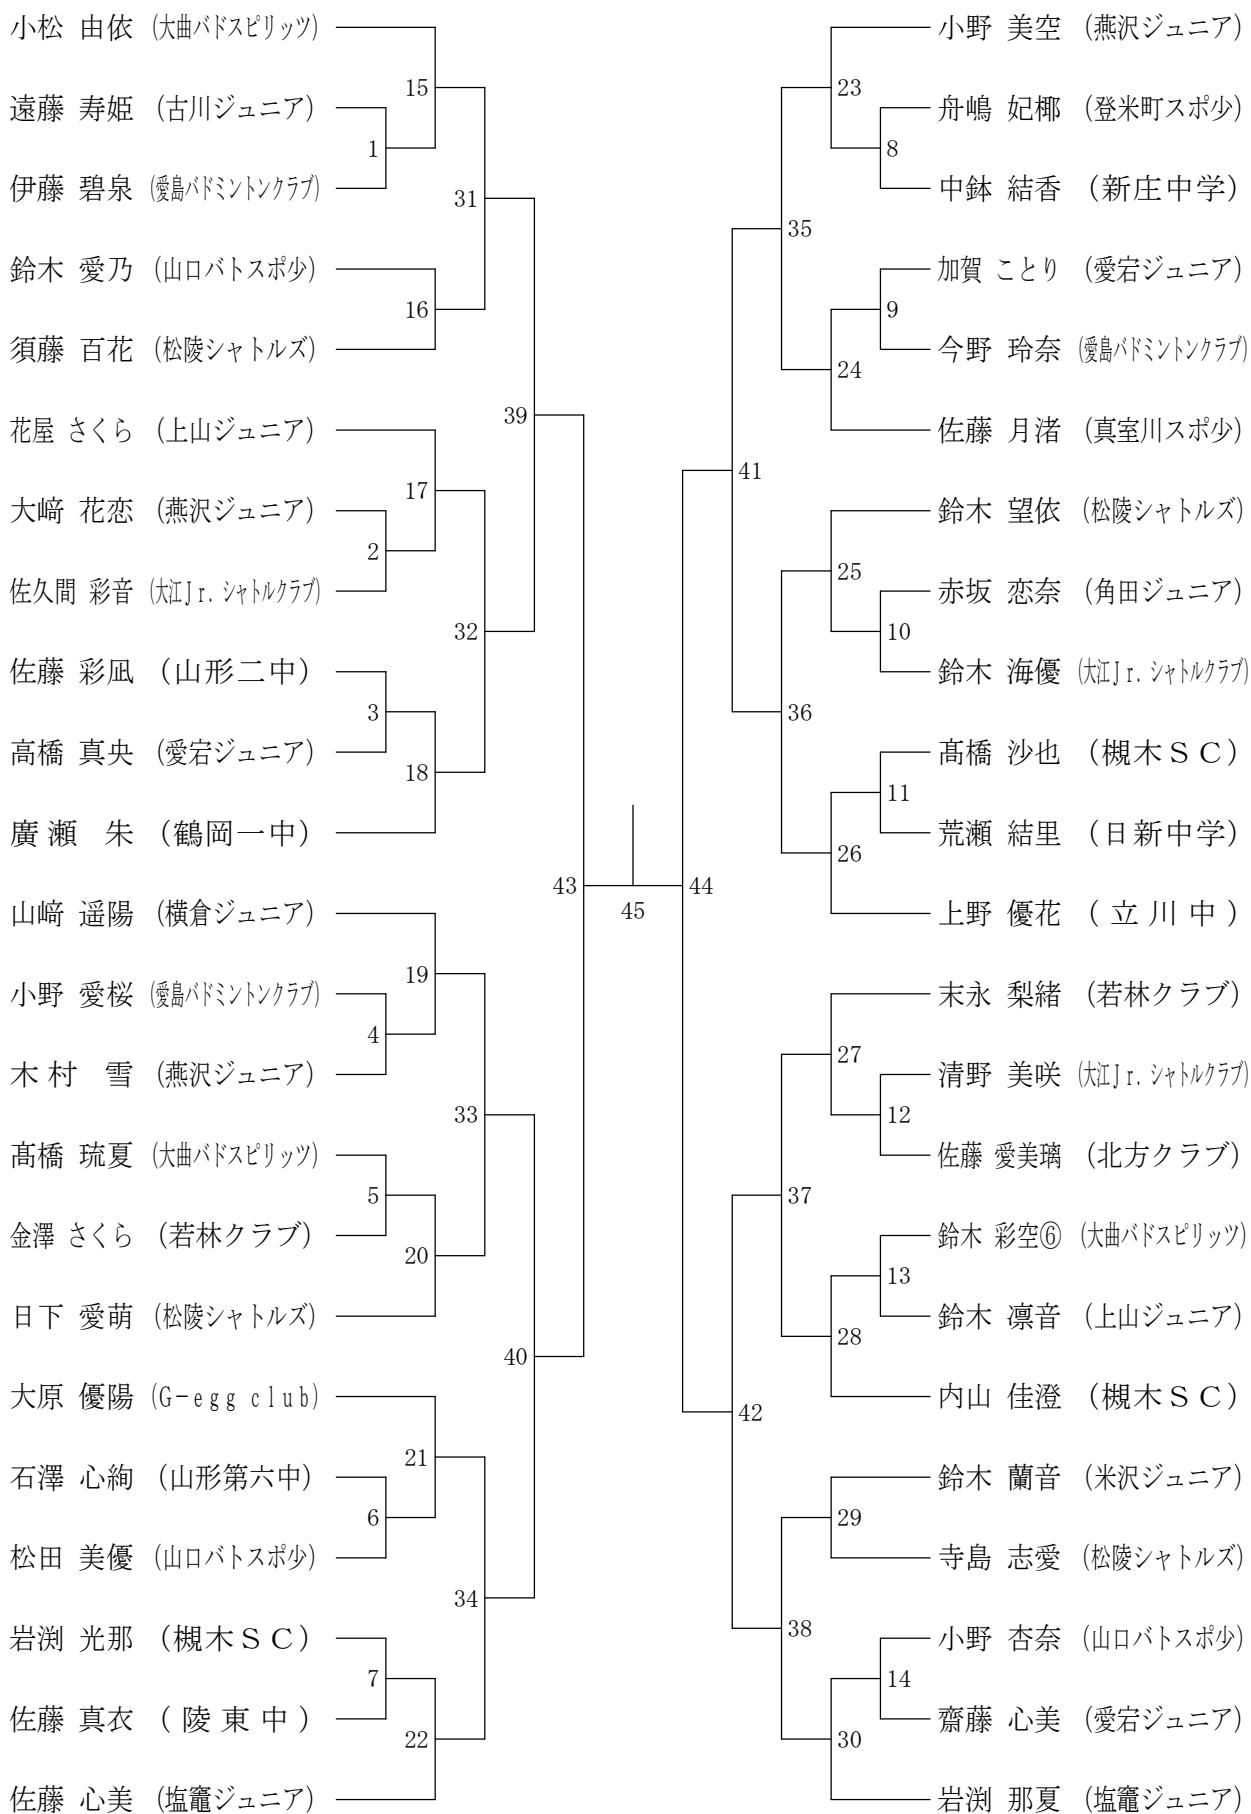 小松 由依 (大曲バドスピリッツ)
15
遠藤 寿姫 (古川ジュニア)
1
伊藤 碧泉 (愛島バドミントンクラブ)
31
鈴木 愛乃 (山口バトスポ少)
16
須藤 百花 (松陵シャトルズ)
39
花屋 さくら (上山ジュニア)
17
大﨑 花恋 (燕沢ジュニア)
2
佐久間 彩音 (大江Jr.シャトルクラブ)
32
佐藤 彩凪 (山形二中)
3
高橋 真央 (愛宕ジュニア)
18
廣瀬 朱 (鶴岡一中)
43
山﨑 遥陽 (横倉ジュニア)
19
小野 愛桜 (愛島バドミントンクラブ)
4
木村 雪 (燕沢ジュニア)
33
髙橋 琉夏 (大曲バドスピリッツ)
5
金澤 さくら (若林クラブ)
20
日下 愛萌 (松陵シャトルズ)
40
大原 優陽 (G-egg club)
21
石澤 心絢 (山形第六中)
6
松田 美優 (山口バトスポ少)
34
岩渕 光那 (槻木SC)
7
佐藤 真衣 (陵東中)
22
佐藤 心美 (塩竈ジュニア)
45
小野 美空 (燕沢ジュニア)
23
舟嶋 妃椰 (登米町スポ少)
8
中鉢 結香 (新庄中学)
35
加賀 ことり (愛宕ジュニア)
9
今野 玲奈 (愛島バドミントンクラブ)
24
佐藤 月渚 (真室川スポ少)
41
鈴木 望依 (松陵シャトルズ)
25
赤坂 恋奈 (角田ジュニア)
10
鈴木 海優 (大江Jr.シャトルクラブ)
36
髙橋 沙也 (槻木SC)
11
荒瀬 結里 (日新中学)
26
上野 優花 (立川中)
44
末永 梨緒 (若林クラブ)
27
清野 美咲 (大江Jr.シャトルクラブ)
12
佐藤 愛美璃 (北方クラブ)
37
鈴木 彩空⑥ (大曲バドスピリッツ)
13
鈴木 凛音 (上山ジュニア)
28
内山 佳澄 (槻木SC)
42
鈴木 蘭音 (米沢ジュニア)
29
寺島 志愛 (松陵シャトルズ)
38
小野 杏奈 (山口バトスポ少)
14
齋藤 心美 (愛宕ジュニア)
30
岩渕 那夏 (塩竈ジュニア)